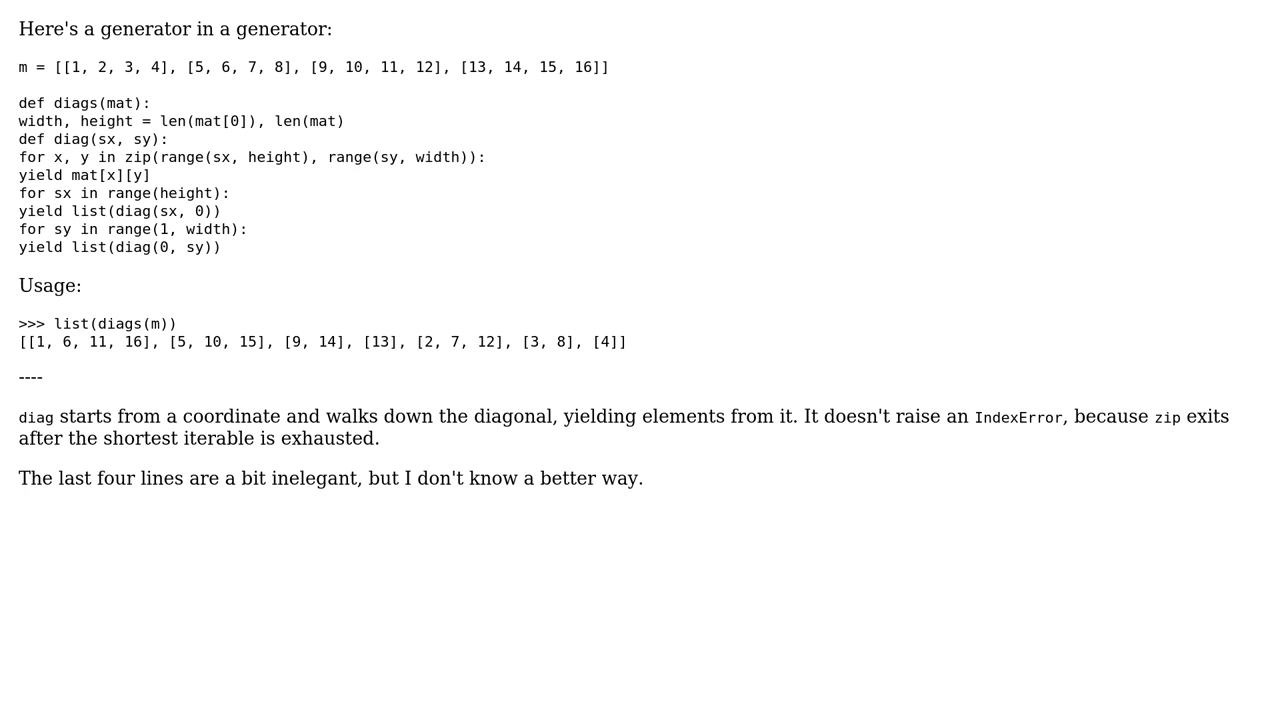 Here's a generator in a generator:
m = [[1, 2, 3, 4], [5, 6, 7, 8], [9, 10, 11, 12], [13, 14, 15, 16]]
def diags(mat):
width, height = len(mat[0]), len(mat)
def diag(sx, sy):
for x, y in zip(range(sx, height), range(sy, width)):
yield mat[x][y]
for sx in range(height):
yield list(diag(sx, 0))
for sy in range(1, width):
yield list(diag(0, sy))
Usage:
>>> list(diags(m))
[[1, 6, 11, 16], [5, 10, 15], [9, 14], [13], [2, 7, 12], [3, 8], [4]]
----
diag starts from a coordinate and walks down the diagonal, yielding elements from it. It doesn't raise an IndexError, because zip exits
after the shortest iterable is exhausted.
The last four lines are a bit inelegant, but I don't know a better way.